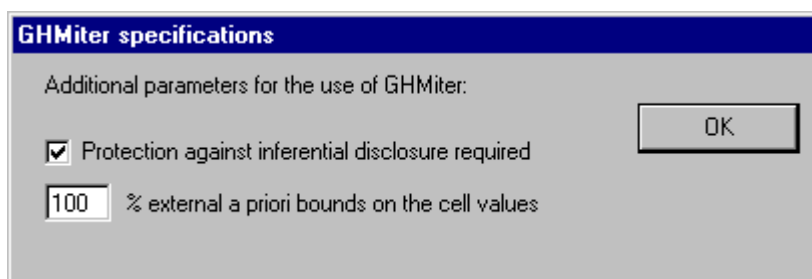 GHMiter specifications
Additional parameters for the use of GHMiter:
OK
Protection against inferential disclosure required
100 % external a priori bounds on the cell values